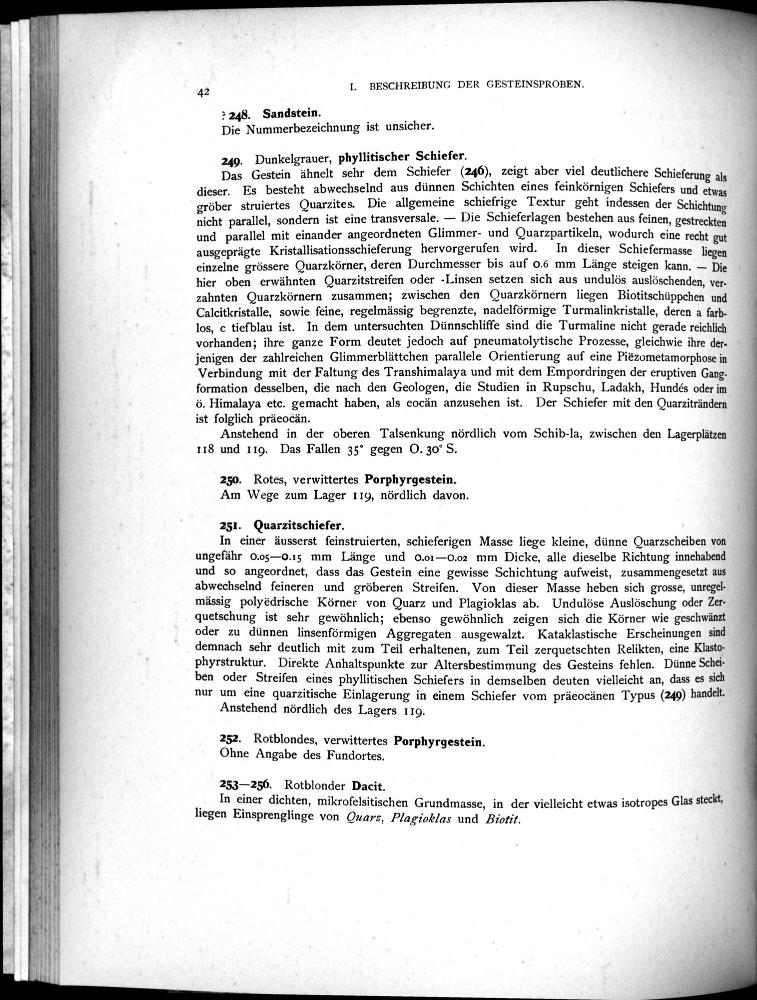 42
I. BESCHREIBUNG DER GESTEINSPROBEN.
? 248. Sandstein.
Die Nummerbezeichnung ist unsicher.
249. Dunkelgrauer, phyllitischer Schiefer.
Das Gestein ähnelt sehr dem Schiefer (246), zeigt aber viel deutlichere Schieferung als
dieser. Es besteht abwechselnd aus dünnen Schichten eines feinkörnigen Schiefers und etwas
gröber struiertes Quarzites. Die allgemeine schiefrige Textur geht indessen der Schichtung
nicht parallel, sondern ist eine transversale. — Die Schieferlagen bestehen aus feinen, gestreckten
und parallel mit einander angeordneten Glimmer- und Quarzpartikeln, wodurch eine recht gut
ausgeprägte Kristallisationsschieferung hervorgerufen wird. In dieser Schiefermasse liegen
einzelne grössere Quarzkörner, deren Durchmesser bis auf 0.6 mm Länge steigen kann. — Die
hier oben erwähnten Quarzitstreifen oder -Linsen setzen sich aus undulös auslöschenden, ver-
zahnten Quarzkörnern zusammen; zwischen den Quarzkörnern liegen Biotitschüppchen und
Calcitkristalle, sowie feine, regelmässig begrenzte, nadelförmige Turmalinkristalle, deren a farb-
los, c tiefblau ist. In dem untersuchten Dünnschliffe sind die Turmaline nicht gerade reichlich
vorhanden; ihre ganze Form deutet jedoch auf pneumatolytische Prozesse, gleichwie ihre der-
jenigen der zahlreichen Glimmerblättchen parallele Orientierung auf eine Piëzometamorphose in
Verbindung mit der Faltung des Transhimalaya und mit dem Empordringen der eruptiven Gang-
formation desselben, die nach den Geologen, die Studien in Rupschu, Ladakh, Hundés oder im
ö. Himalaya etc. gemacht haben, als eocän anzusehen ist. Der Schiefer mit den Quarziträndern
ist folglich präeocän.
Anstehend in der oberen Talsenkung nördlich vom Schib-la, zwischen den Lagerplätzen
118 und 119. Das Fallen 35° gegen O. 30° S.
250. Rotes, verwittertes Porphyrgestein.
Am Wege zum Lager 119, nördlich davon.
251. Quarzitschiefer.
In einer äusserst feinstruierten, schieferigen Masse liege kleine, dünne Quarzscheiben von
ungefähr 0.05—0.15 mm Länge und 0.01—0.02 mm Dicke, alle dieselbe Richtung innehabend
und so angeordnet, dass das Gestein eine gewisse Schichtung aufweist, zusammengesetzt aus
abwechselnd feineren und gröberen Streifen. Von dieser Masse heben sich grosse, unregel-
mässig polyëdrische Körner von Quarz und Plagioklas ab. Undulöse Auslöschung oder Zer-
quetschung ist sehr gewöhnlich; ebenso gewöhnlich zeigen sich die Körner wie geschwänzt
oder zu dünnen linsenförmigen Aggregaten ausgewalzt. Kataklastische Erscheinungen sind
demnach sehr deutlich mit zum Teil erhaltenen, zum Teil zerquetschten Relikten, eine Klasto-
phyrstruktur. Direkte Anhaltspunkte zur Altersbestimmung des Gesteins fehlen. Dünne Schei-
ben oder Streifen eines phyllitischen Schiefers in demselben deuten vielleicht an, dass es sich
nur um eine quarzitische Einlagerung in einem Schiefer vom präeocänen Typus (249) handelt.
Anstehend nördlich des Lagers 119.
252. Rotblondes, verwittertes Porphyrgestein.
Ohne Angabe des Fundortes.
253—256. Rotblonder Dacit.
In einer dichten, mikrofelsitischen Grundmasse, in der vielleicht etwas isotropes Glas steckt,
liegen Einsprenglinge von Quarz, Plagioklas und Biotit.